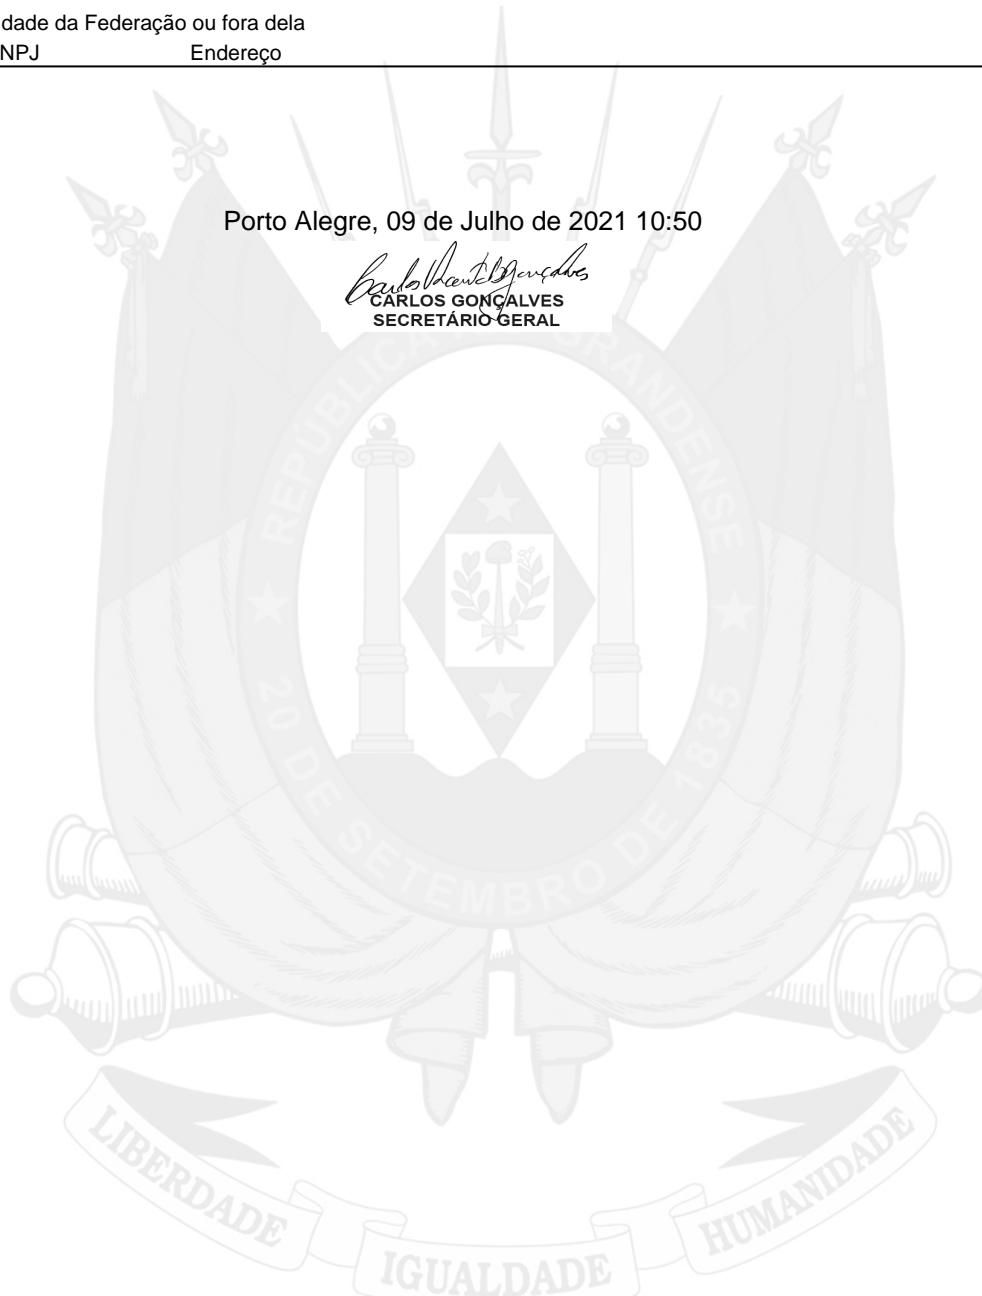 dade da Federação ou fora dela
NPJ Endereço
Porto Alegre, 09 de Julho de 2021 10:50
CARLOS GONÇALVES
SECRETÁRIO GERAL
REPÚBLICA RIO-GRANDENSE
20 DE SETEMBRO DE 1835
LIBERDADE
IGUALDADE
HUMANIDADE